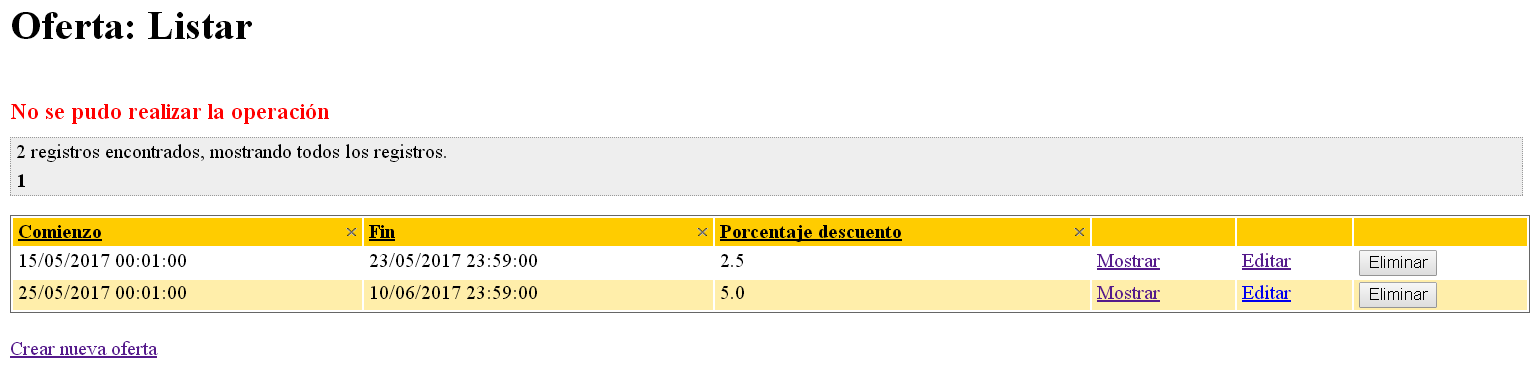 Oferta: Listar
No se pudo realizar la operación
2 registros encontrados, mostrando todos los registros.
1
Comienzo Fin Porcentaje descuento
15/05/2017 00:01:00 23/05/2017 23:59:00 2.5 Mostrar Editar Eliminar
25/05/2017 00:01:00 10/06/2017 23:59:00 5.0 Mostrar Editar Eliminar
Crear nueva oferta